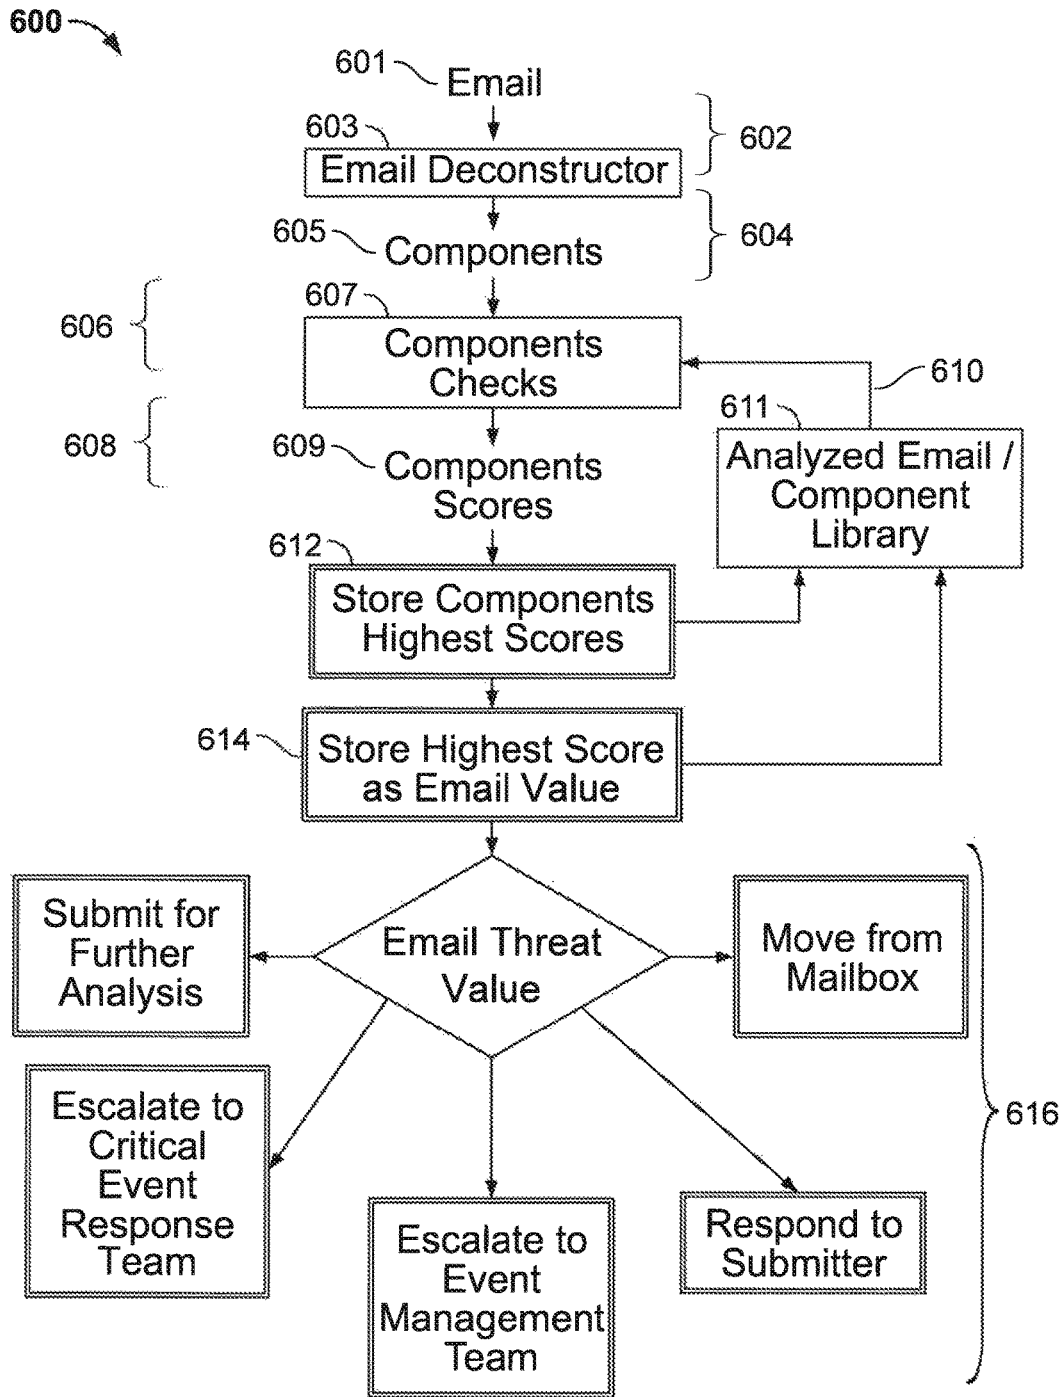 600
601
Email
602
603
Email Deconstructor
604
605
Components
606
607
Components
Checks
610
608
609
Components
Scores
611
Analyzed Email /
Component
Library
612
Store Components
Highest Scores
614
Store Highest Score
as Email Value
Email Threat
Value
Submit for
Further
Analysis
Move from
Mailbox
Escalate to
Critical
Event
Response
Team
Escalate to
Event
Management
Team
Respond to
Submitter
616